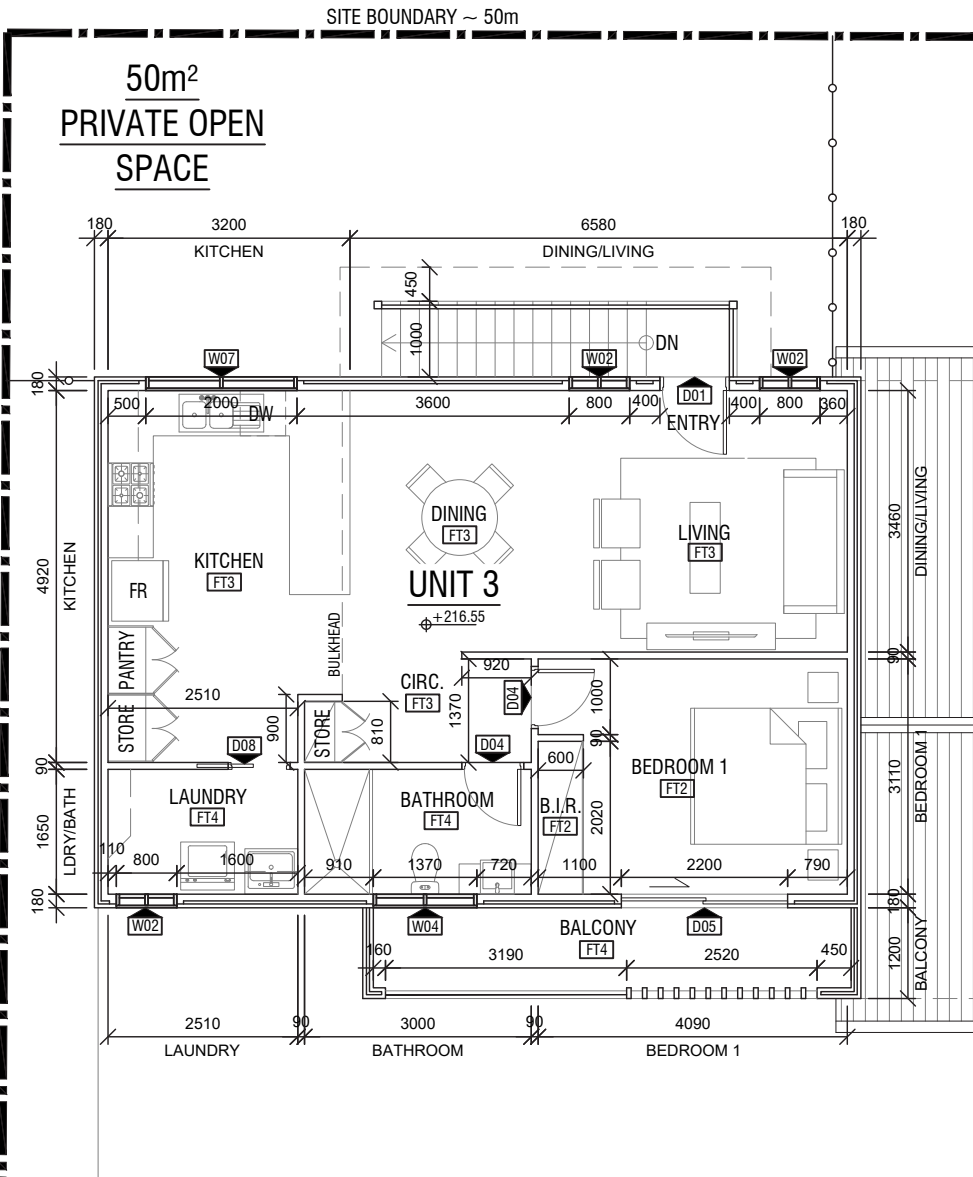 SITE BOUNDARY ~ 50m
50m²
PRIVATE OPEN
SPACE
180 3200 6580 180
KITCHEN DINING/LIVING
450
1000
DN
W07 W02 W02
180
500 2000 3600 800 400 D01 400 800 360
DW ENTRY
DINING
FT3
LIVING
FT3
3460
DINING/LIVING
KITCHEN
FT3
4920
KITCHEN
FR
UNIT 3
+216.55
BULKHEAD
PANTRY
STORE
2510
900
STORE
810
CIRC.
FT3
920
1370
D04
1000
90
90
D08
D04
90
600
BEDROOM 1
FT2
3110
BEDROOM 1
LAUNDRY
FT4
BATHROOM
FT4
B.I.R.
FT2
2020
1650
LDRY/BATH
110 800 1600 910 1370 720 1100 2200 790
180
180
W02 W04 D05
BALCONY
FT4
1200
BALCONY
160 3190 2520 450
2510 90 3000 90 4090
LAUNDRY BATHROOM BEDROOM 1